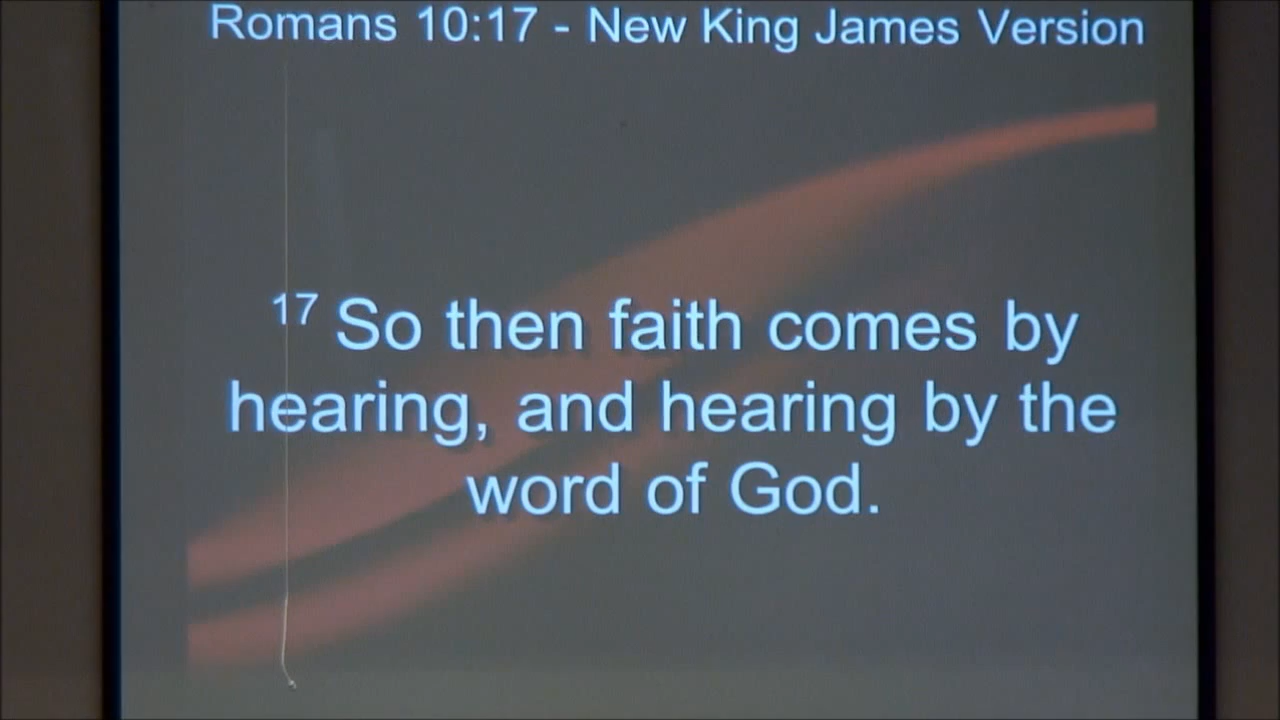 Romans 10:17 - New King James Version
17 So then faith comes by
hearing, and hearing by the
word of God.